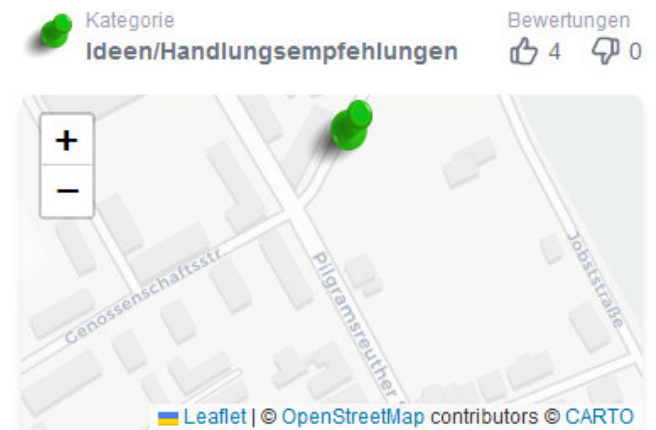 Kategorie
Ideen/Handlungsempfehlungen
Bewertungen
4 0
+
−
Genossenschaftsstr.
Pilgramsreuther
Jobststraße
Leaflet | © OpenStreetMap contributors © CARTO